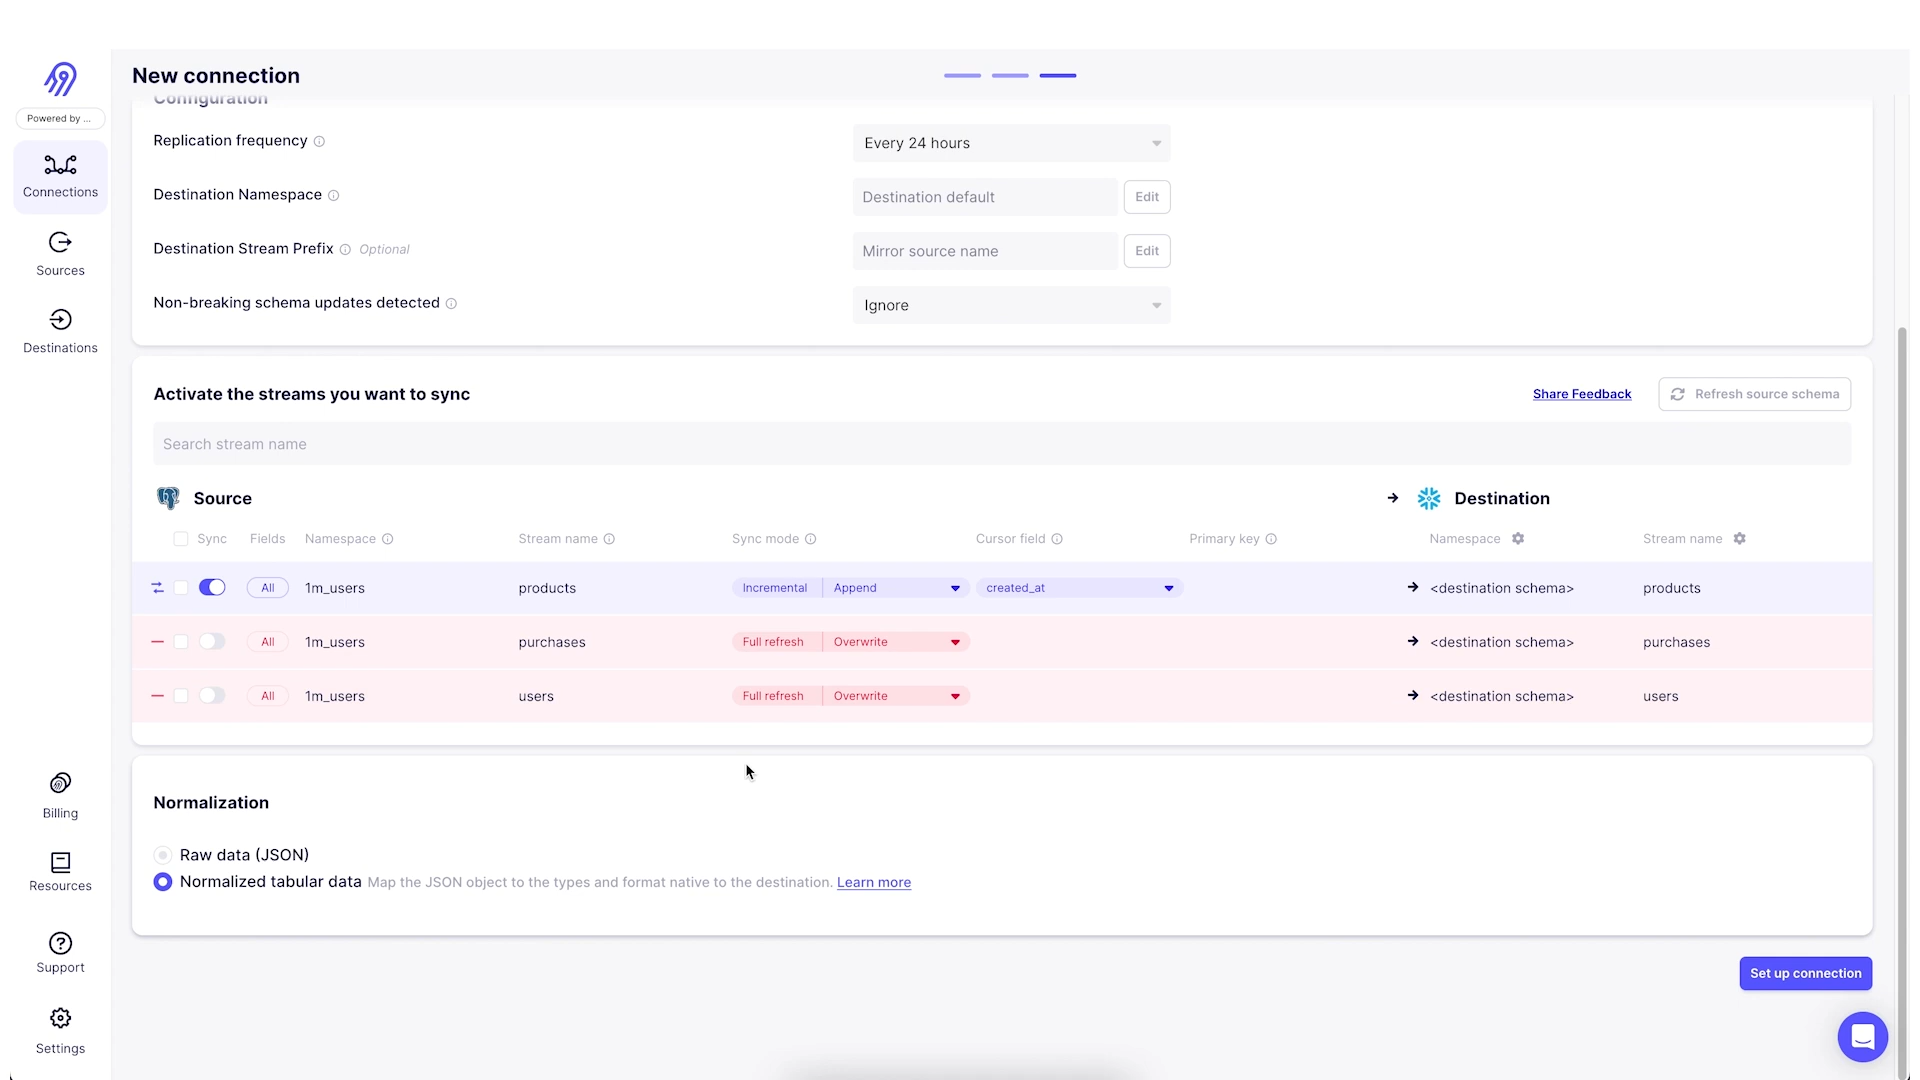 New connection
Powered by ...
Configuration
Replication frequency
Every 24 hours
Connections
Destination Namespace
Destination default
Edit
Destination Stream Prefix Optional
Mirror source name
Edit
Sources
Non-breaking schema updates detected
Ignore
Destinations
Activate the streams you want to sync
Share Feedback
Refresh source schema
Search stream name
Source
Destination
Sync Fields Namespace Stream name Sync mode Cursor field Primary key Namespace Stream name
All 1m_users products Incremental Append created_at <destination schema> products
All 1m_users purchases Full refresh Overwrite <destination schema> purchases
All 1m_users users Full refresh Overwrite <destination schema> users
Normalization
Billing
Raw data (JSON)
Normalized tabular data Map the JSON object to the types and format native to the destination. Learn more
Resources
Support
Set up connection
Settings